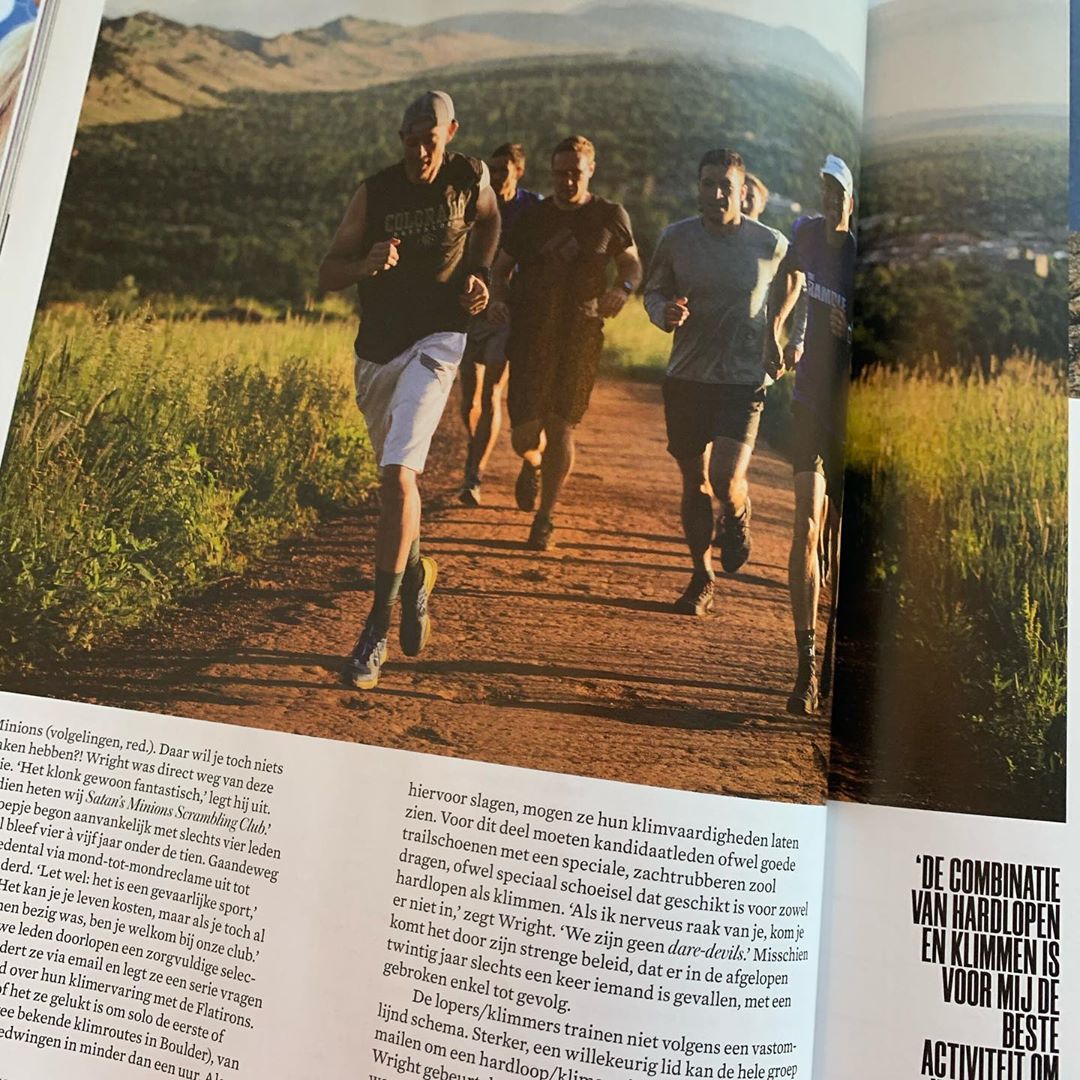 COLORADO
Minions (volgelingen, red.). Daar wil je toch niets
aken hebben?! Wright was direct weg van deze
ie. ‘Het klonk gewoon fantastisch,’ legt hij uit.
dien heten wij Satan’s Minions Scrambling Club.’
oepje begon aanvankelijk met slechts vier leden
l bleef vier à vijf jaar onder de tien. Gaandeweg
edental via mond-tot-mondreclame uit tot
derd. ‘Let wel: het is een gevaarlijke sport,’
‘Het kan je je leven kosten, maar als je toch al
men bezig was, ben je welkom bij onze club.’
we leden doorlopen een zorgvuldige selec-
dert ze via email en legt ze een serie vragen
d over hun klimervaring met de Flatirons.
of het ze gelukt is om solo de eerste of
ee bekende klimroutes in Boulder), van
edwingen in minder dan een uur.
hiervoor slagen, mogen ze hun klimvaardigheden laten
zien. Voor dit deel moeten kandidaatleden ofwel goede
trailschoenen met een speciale, zachtrubberen zool
dragen, ofwel speciaal schoeisel dat geschikt is voor zowel
hardlopen als klimmen. ‘Als ik nerveus raak van je, kom je
er niet in,’ zegt Wright. ‘We zijn geen dare-devils.’ Misschien
komt het door zijn strenge beleid, dat er in de afgelopen
twintig jaar slechts een keer iemand is gevallen, met een
gebroken enkel tot gevolg.
De lopers/klimmers trainen niet volgens een vastom-
lijnd schema. Sterker, een willekeurig lid kan de hele groep
mailen om een hardloop/klim
Wright gebeurt
‘DE COMBINATIE
VAN HARDLOPEN
EN KLIMMEN IS
VOOR MIJ DE
BESTE
ACTIVITEIT OM